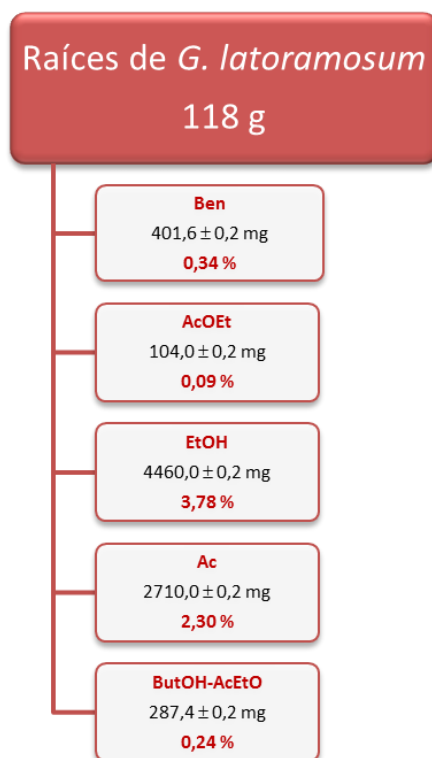 Raíces de G. latoramosum
118 g
Ben
401,6 ± 0,2 mg
0,34 %
AcOEt
104,0 ± 0,2 mg
0,09 %
EtOH
4460,0 ± 0,2 mg
3,78 %
Ac
2710,0 ± 0,2 mg
2,30 %
ButOH-AcEtO
287,4 ± 0,2 mg
0,24 %